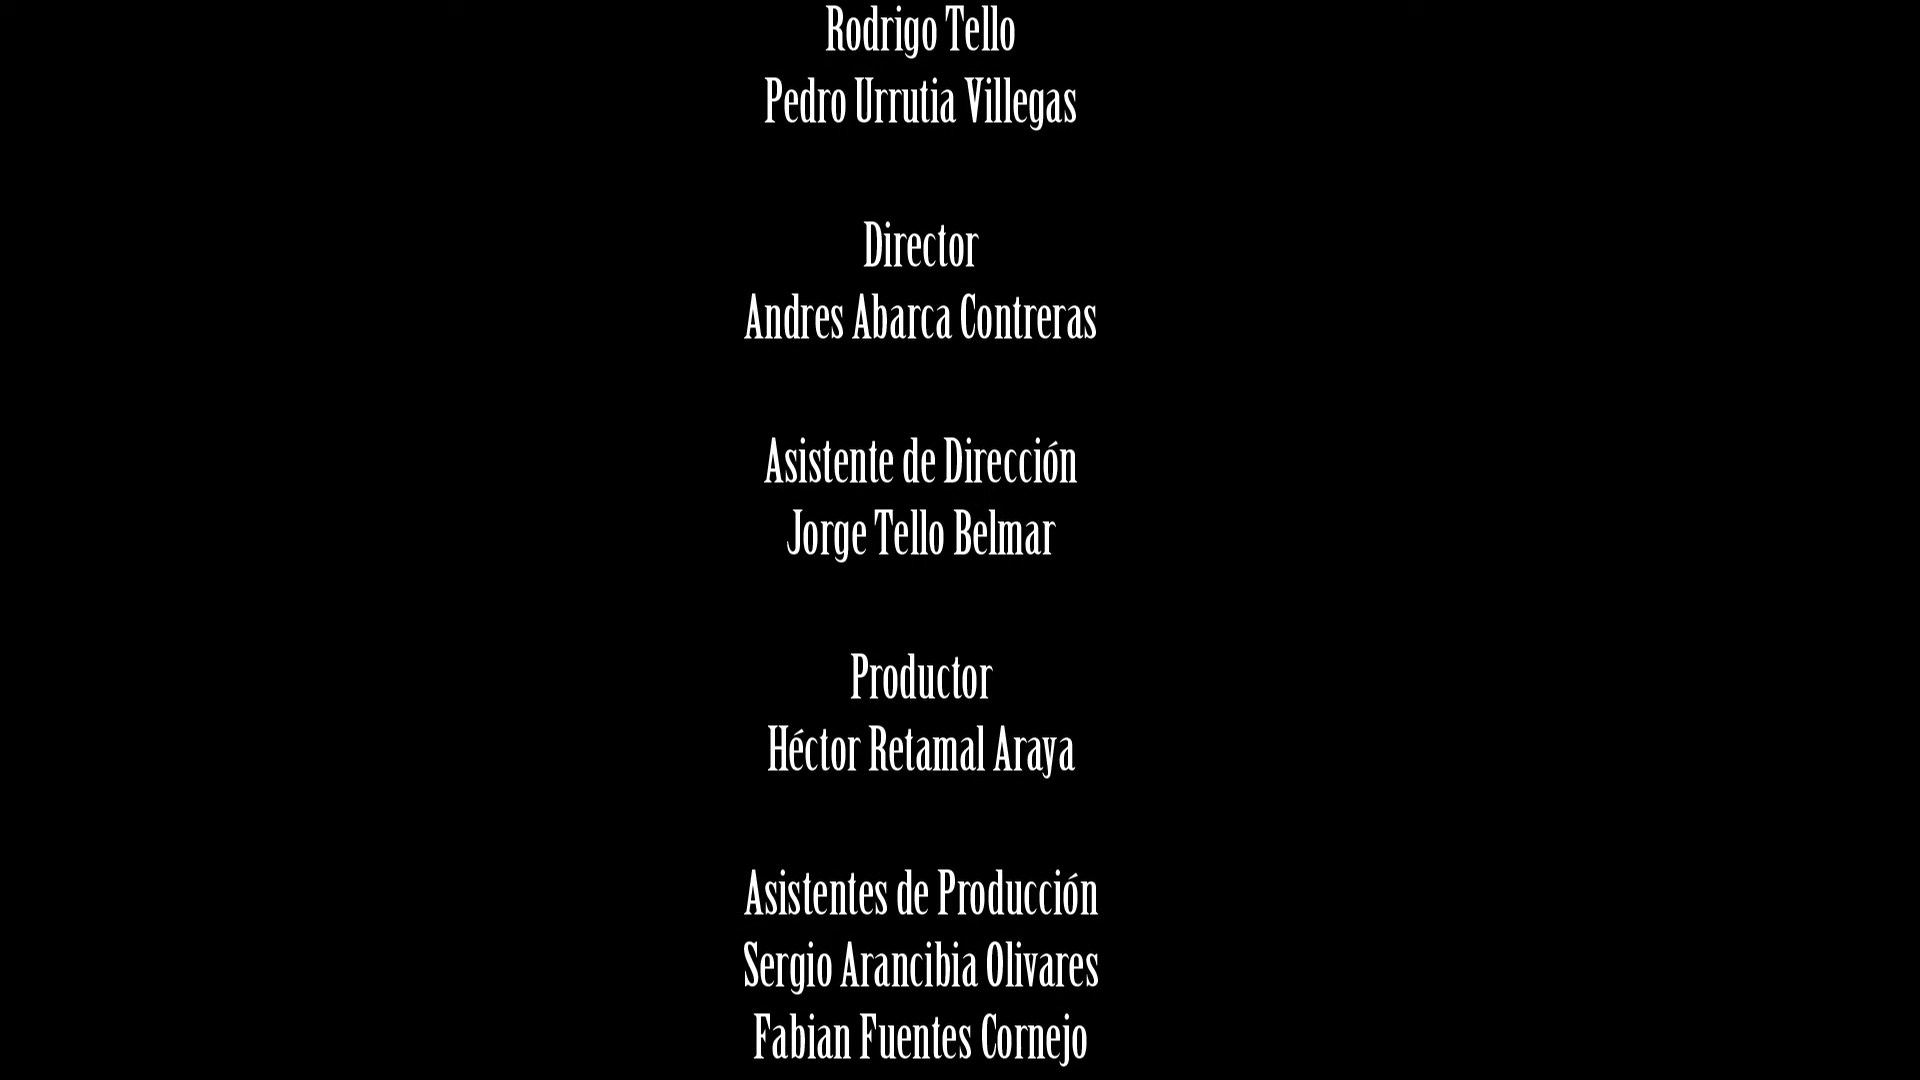 Rodrigo Tello
Pedro Urrutia Villegas
Director
Andres Abarca Contreras
Asistente de Dirección
Jorge Tello Belmar
Productor
Héctor Retamal Araya
Asistentes de Producción
Sergio Arancibia Olivares
Fabian Fuentes Cornejo